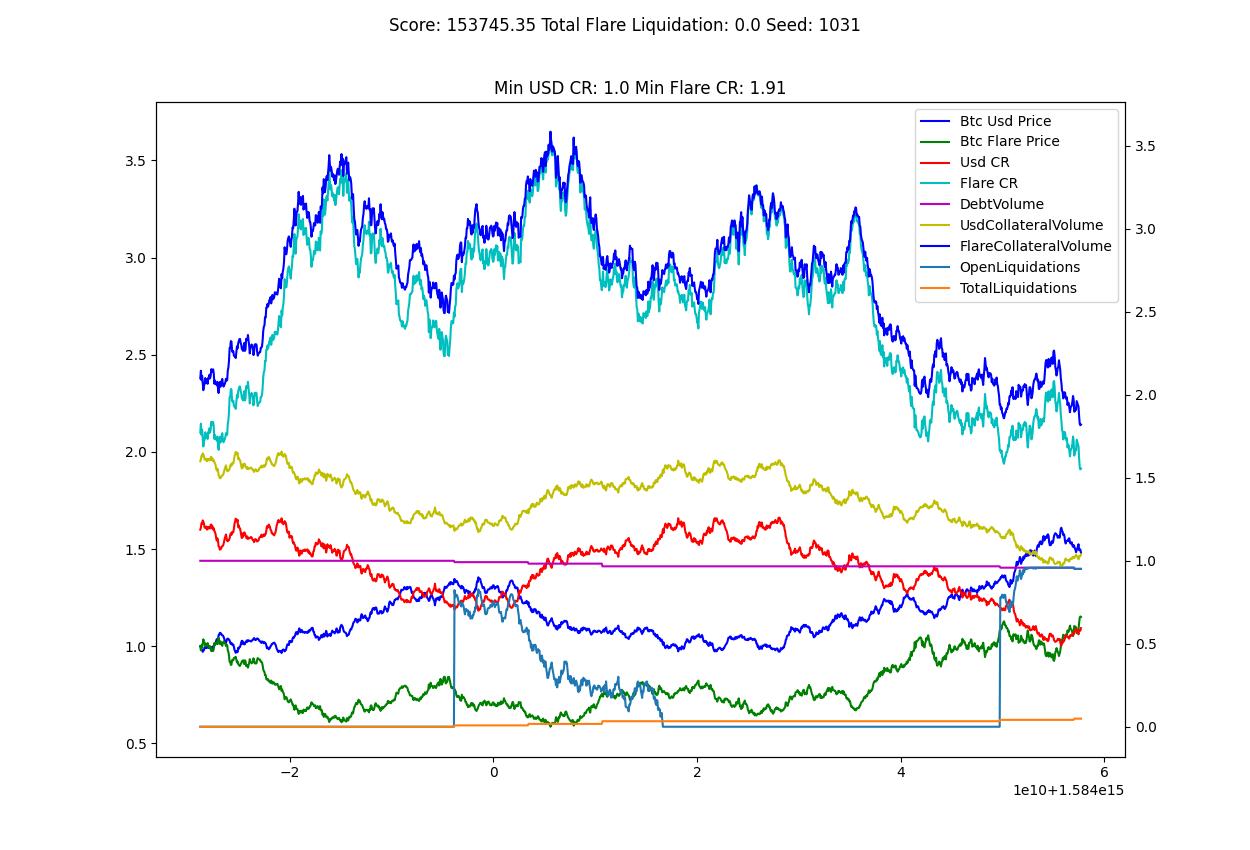 Score: 153745.35 Total Flare Liquidation: 0.0 Seed: 1031
Min USD CR: 1.0 Min Flare CR: 1.91
Btc Usd Price
Btc Flare Price
Usd CR
Flare CR
DebtVolume
UsdCollateralVolume
FlareCollateralVolume
OpenLiquidations
TotalLiquidations
3.5
3.0
2.5
2.0
1.5
1.0
0.5
3.5
3.0
2.5
2.0
1.5
1.0
0.5
0.0
−2
0
2
4
6
1e10+1.584e15